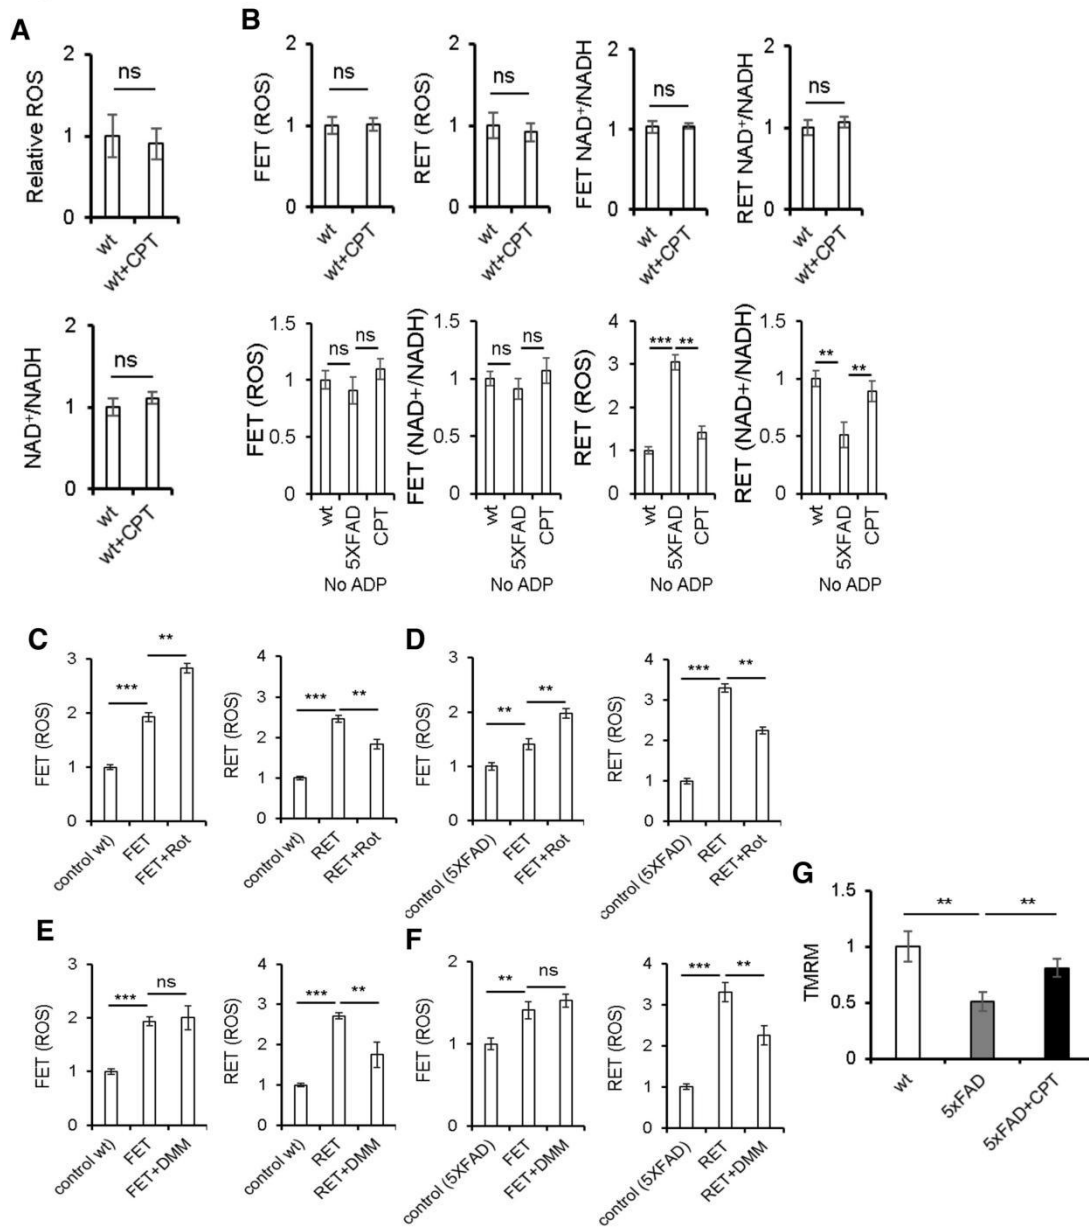 A
Relative ROS
2
1
0
ns
wt
wt+CPT
NAD⁺/NADH
2
1
0
ns
wt
wt+CPT
B
FET (ROS)
2
1
0
ns
wt
wt+CPT
RET (ROS)
2
1
0
ns
wt
wt+CPT
FET NAD⁺/NADH
2
1
0
ns
wt
wt+CPT
RET NAD⁺/NADH
2
1
0
ns
wt
wt+CPT
FET (ROS)
1.5
1
0.5
0
ns
ns
wt
5XFAD
CPT
No ADP
FET (NAD+/NADH)
1.5
1
0.5
0
ns
ns
wt
5XFAD
CPT
No ADP
RET (ROS)
4
3
2
1
0
***
**
wt
5XFAD
CPT
No ADP
RET (NAD+/NADH)
1.5
1
0.5
0
**
**
wt
5XFAD
CPT
No ADP
C
FET (ROS)
3
2
1
0
***
**
control wt)
FET
FET+Rot
RET (ROS)
4
3
2
1
0
***
**
control wt)
RET
RET+Rot
D
FET (ROS)
3
2
1
0
**
**
control (5XFAD)
FET
FET+Rot
RET (ROS)
4
3
2
1
0
***
**
control (5XFAD)
RET
RET+Rot
E
FET (ROS)
3
2
1
0
***
ns
control wt)
FET
FET+DMM
RET (ROS)
4
3
2
1
0
***
**
control wt)
RET
RET+DMM
F
FET (ROS)
2
1
0
**
ns
control (5XFAD)
FET
FET+DMM
RET (ROS)
4
3
2
1
0
***
**
control (5XFAD)
RET
RET+DMM
G
TMRM
1.5
1
0.5
0
**
**
wt
5xFAD
5xFAD+CPT